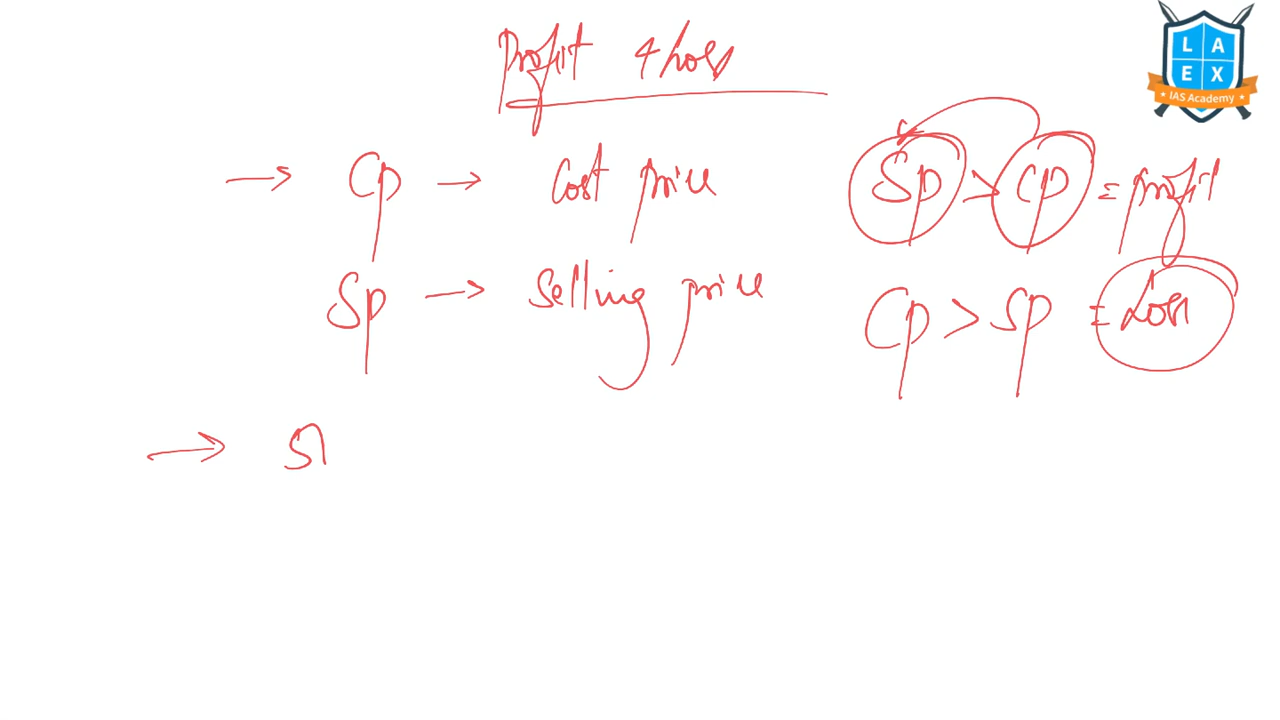 Profit & loss
→ Cp → Cost price
Sp > Cp = profit
Sp → Selling price
Cp > Sp = Loss
→ S
L A
E X
IAS Academy